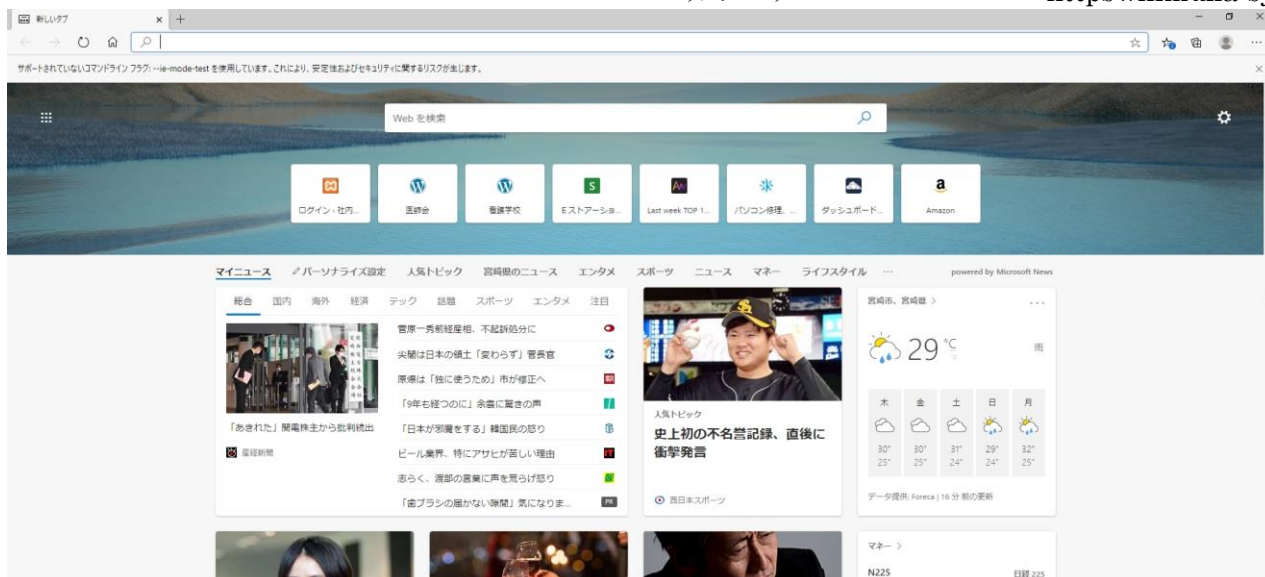 新しいタブ
サポートされていないコマンドライン フラグ: --ie-mode-test を使用しています。これにより、安定性およびセキュリティに関するリスクが生じます。
Web を検索
ログイン - 社内...
医師会
看護学校
Eストアーショ...
Last week TOP 1...
パソコン修理、...
ダッシュボード...
Amazon
マイニュース パーソナライズ設定 人気トピック 宮崎県のニュース エンタメ スポーツ ニュース マネー ライフスタイル ... powered by Microsoft News
総合 国内 海外 経済 テック 話題 スポーツ エンタメ 注目
「あきれた」関電株主から批判続出
産経新聞
菅原一秀前経産相、不起訴処分に
尖閣は日本の領土「変わらず」官長官
原爆は「独に使うため」市が修正へ
「9年も経つのに」余震に驚きの声
「日本が邪魔をする」韓国民の怒り
ビール業界、特にアサヒが苦しい理由
志らく、渡部の言葉に声を荒らげ怒り
「歯ブラシの届かない隙間」気になりま...
PR
人気トピック
史上初の不名誉記録、直後に
衝撃発言
西日本スポーツ
宮崎市、宮崎県 >
29 °C
雨
木 金 土 日 月
30° 30° 31° 29° 32°
25° 25° 24° 24° 25°
データ提供: Foreca | 16 分前の更新
マネー >
N225
日経 225